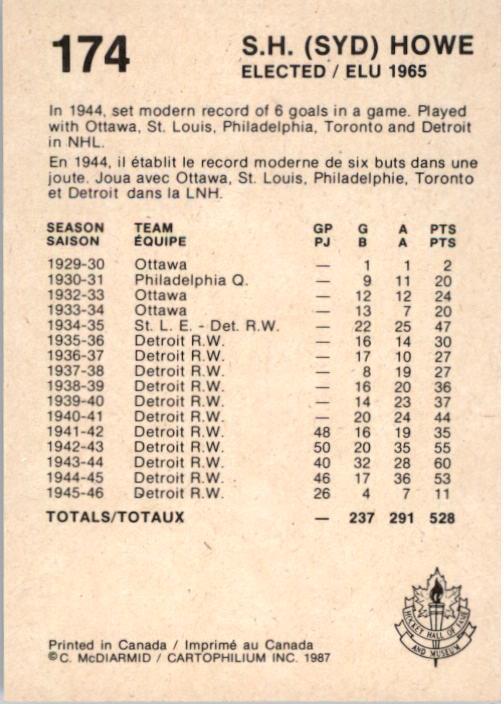 174
S.H. (SYD) HOWE
ELECTED / ELU 1965
In 1944, set modern record of 6 goals in a game. Played
with Ottawa, St. Louis, Philadelphia, Toronto and Detroit
in NHL.
En 1944, il établit le record moderne de six buts dans une
joute. Joua avec Ottawa, St. Louis, Philadelphie, Toronto
et Detroit dans la LNH.
SEASON TEAM GP G A PTS
SAISON ÉQUIPE PJ B A PTS
1929-30 Ottawa — 1 1 2
1930-31 Philadelphia Q. — 9 11 20
1932-33 Ottawa — 12 12 24
1933-34 Ottawa — 13 7 20
1934-35 St. L. E. - Det. R.W. — 22 25 47
1935-36 Detroit R.W. — 16 14 30
1936-37 Detroit R.W. — 17 10 27
1937-38 Detroit R.W. — 8 19 27
1938-39 Detroit R.W. — 16 20 36
1939-40 Detroit R.W. — 14 23 37
1940-41 Detroit R.W. — 20 24 44
1941-42 Detroit R.W. 48 16 19 35
1942-43 Detroit R.W. 50 20 35 55
1943-44 Detroit R.W. 40 32 28 60
1944-45 Detroit R.W. 46 17 36 53
1945-46 Detroit R.W. 26 4 7 11
TOTALS/TOTAUX — 237 291 528
HOCKEY HALL OF FAME
AND MUSEUM
Printed in Canada / Imprimé au Canada
©C. McDIARMID / CARTOPHILIUM INC. 1987